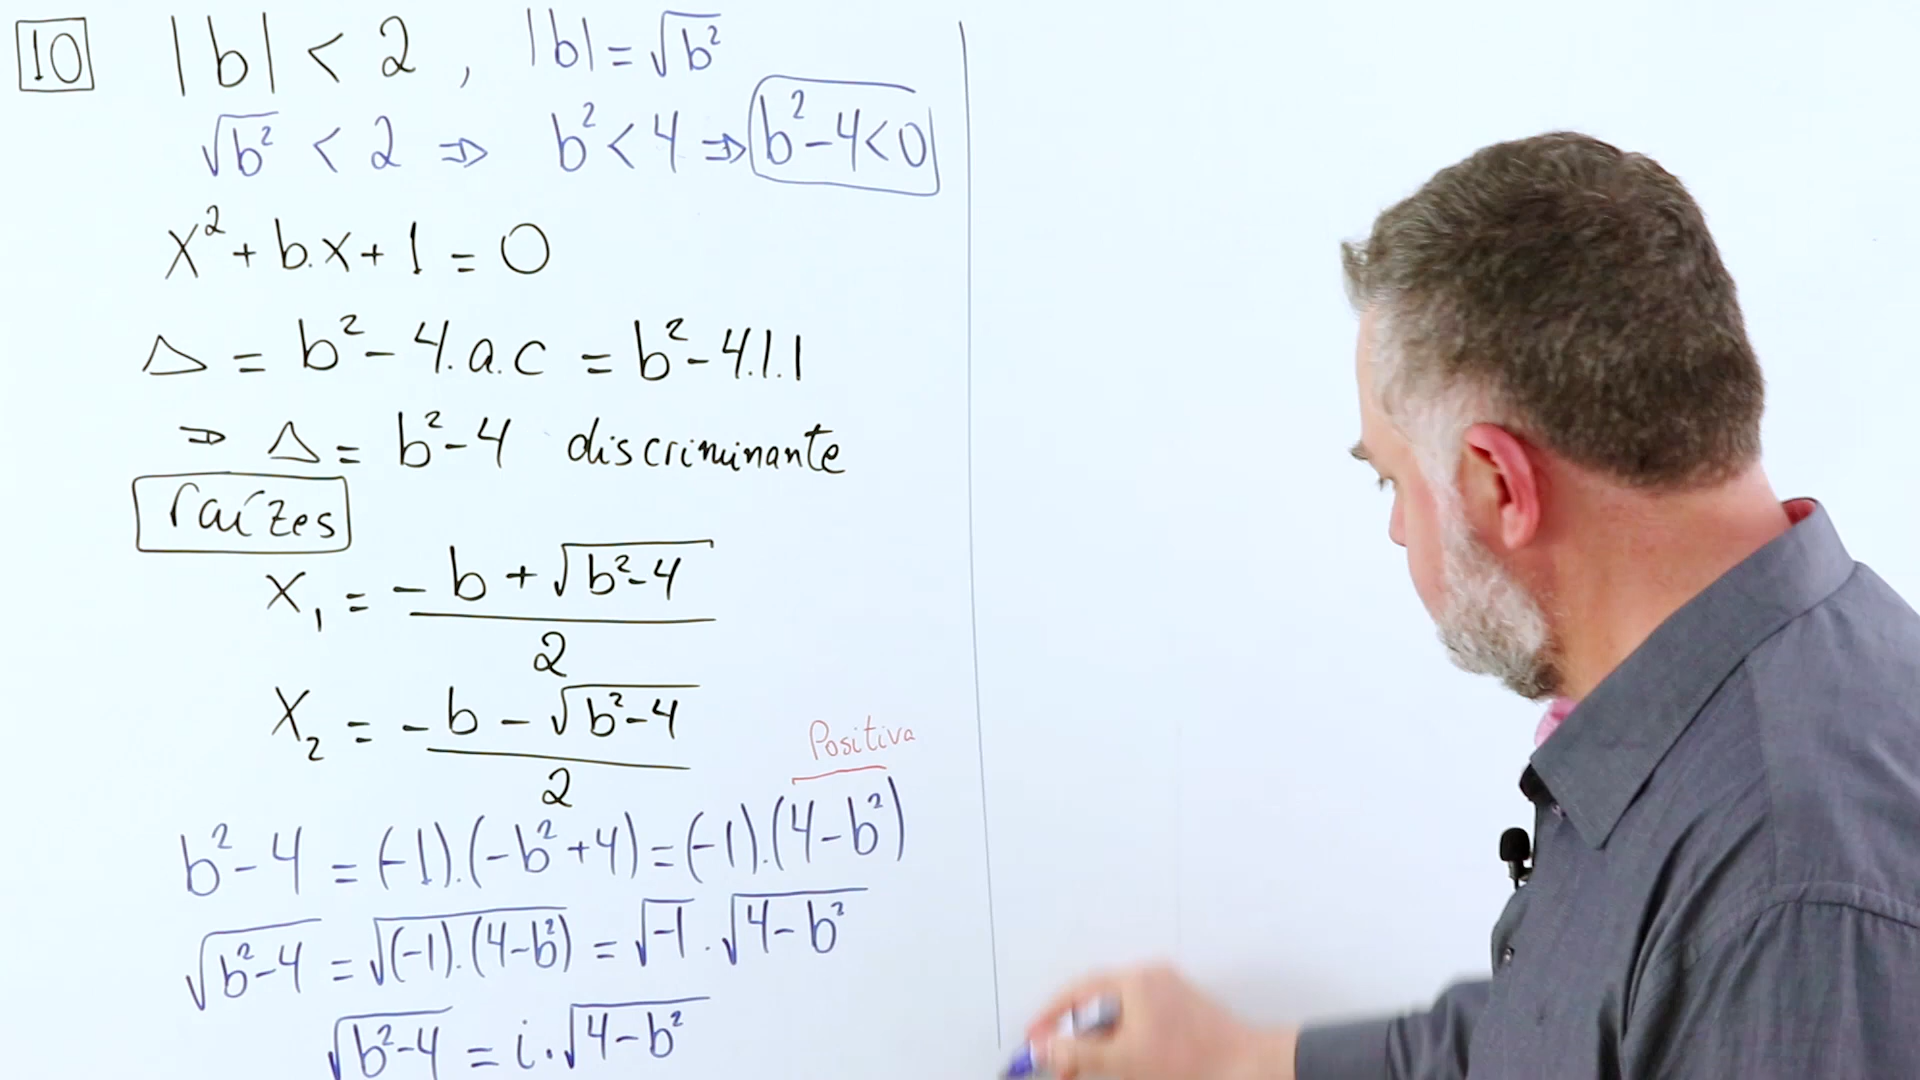 10 |b| < 2 , |b| = √b²
√b² < 2 ⇒ b² < 4 ⇒ b²-4<0
x² + b.x + 1 = 0
Δ = b² - 4.a.c = b² - 4.1.1
⇒ Δ = b² - 4 discriminante
raízes
x₁ = -b + √b²-4 / 2
x₂ = -b - √b²-4 / 2
Positiva
b² - 4 = (-1).(-b²+4) = (-1).(4-b²)
√b²-4 = √(-1).(4-b²) = √-1 . √4-b²
√b²-4 = i.√4-b²